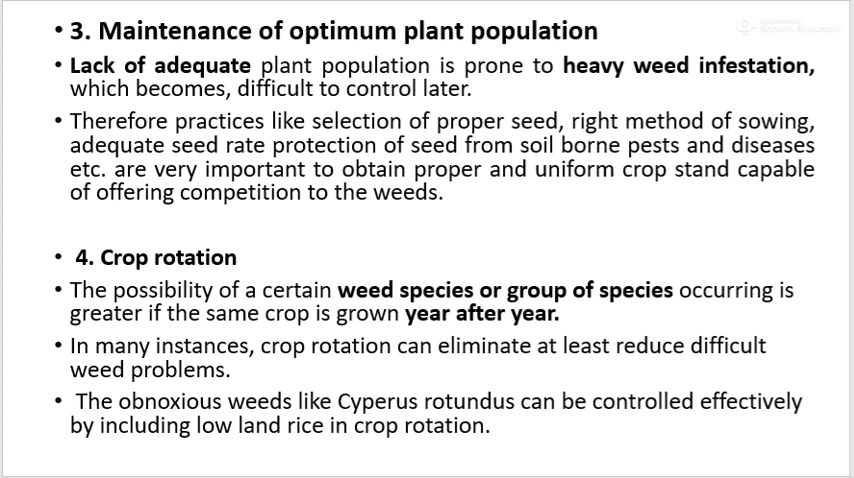 • 3. Maintenance of optimum plant population
• Lack of adequate plant population is prone to heavy weed infestation,
which becomes, difficult to control later.
• Therefore practices like selection of proper seed, right method of sowing,
adequate seed rate protection of seed from soil borne pests and diseases
etc. are very important to obtain proper and uniform crop stand capable
of offering competition to the weeds.
• 4. Crop rotation
• The possibility of a certain weed species or group of species occurring is
greater if the same crop is grown year after year.
• In many instances, crop rotation can eliminate at least reduce difficult
weed problems.
• The obnoxious weeds like Cyperus rotundus can be controlled effectively
by including low land rice in crop rotation.